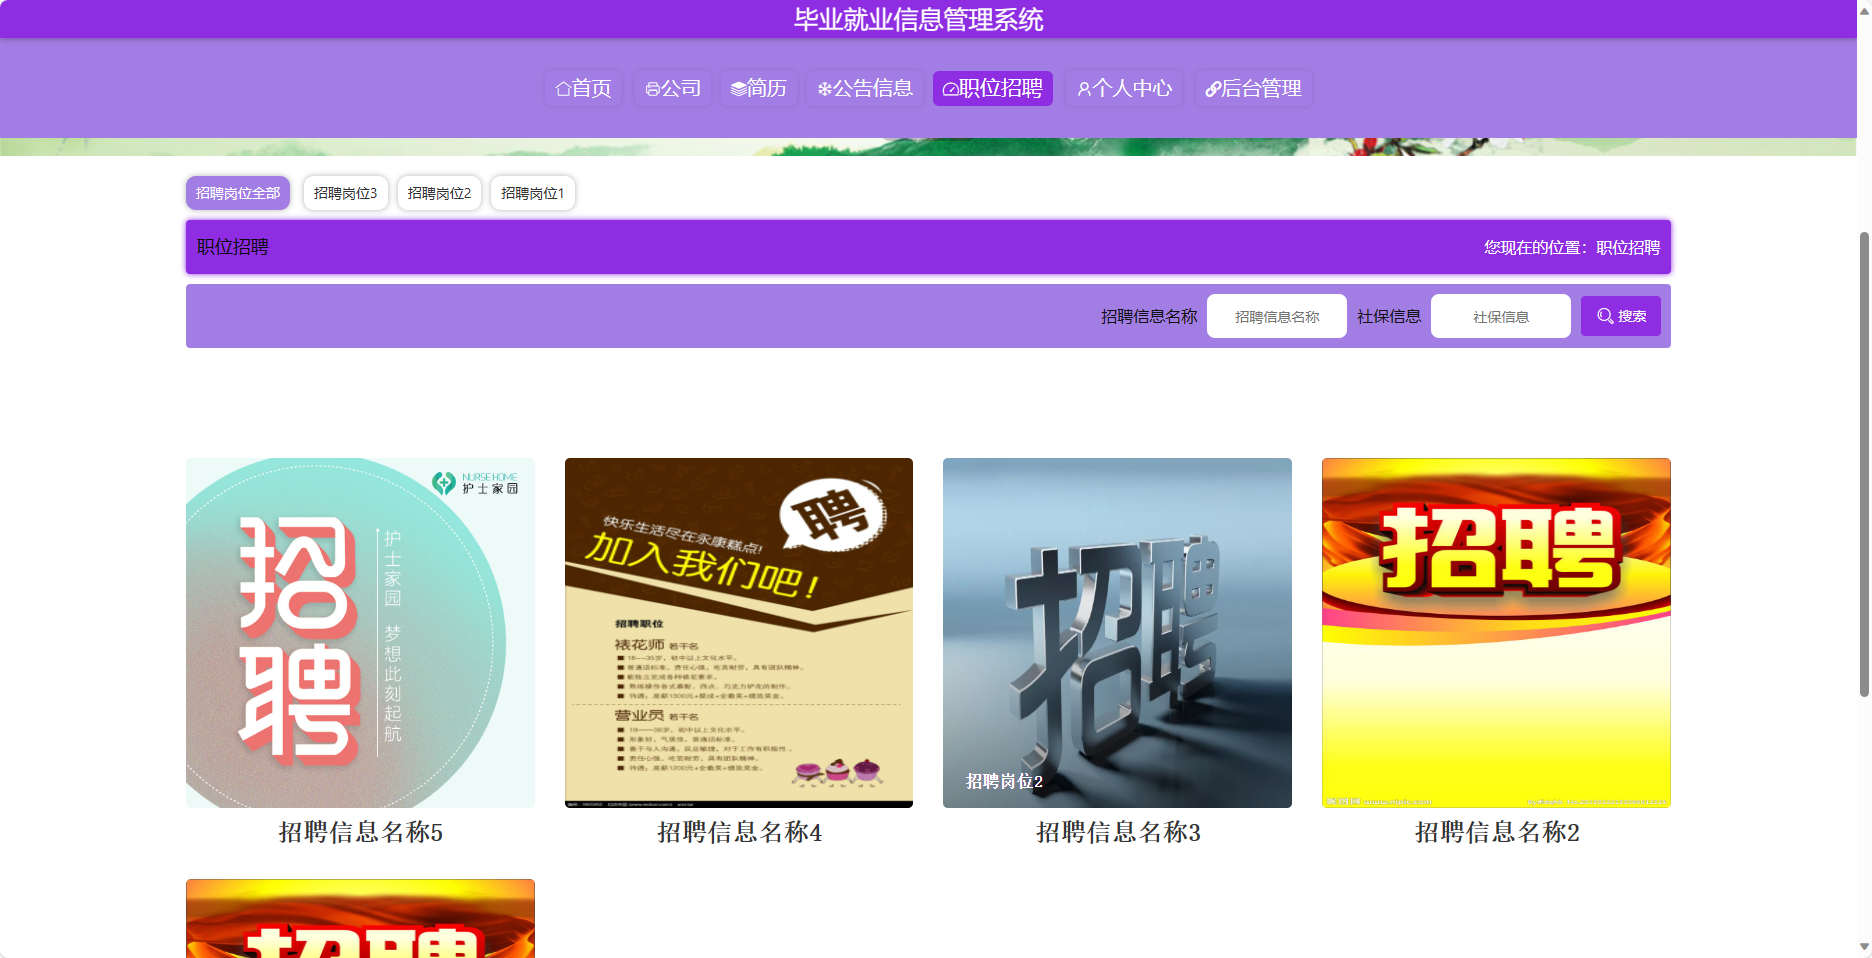 毕业就业信息管理系统
首页 公司 简历 公告信息 职位招聘 个人中心 后台管理
招聘岗位全部 招聘岗位3 招聘岗位2 招聘岗位1
职位招聘 您现在的位置：职位招聘
招聘信息名称 招聘信息名称 社保信息 社保信息 搜索
NURSE HOME
护士家园
招聘
护士家园 梦想此刻起航
招聘信息名称5
聘
快乐生活尽在永康糕点!
加入我们吧!
招聘职位
裱花师 若干名
营业员 若干名
招聘信息名称4
招聘
招聘岗位2
招聘信息名称3
招聘
招聘信息名称2
招聘